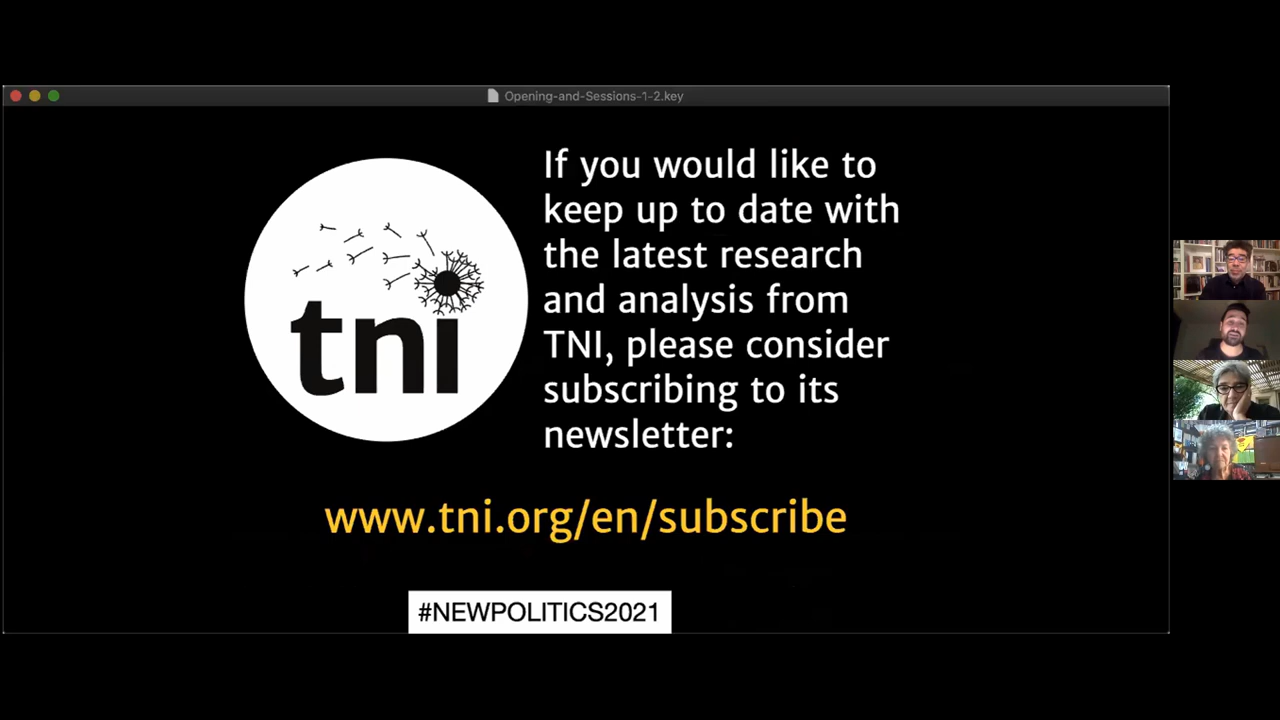 Opening-and-Sessions-1-2.key
If you would like to
keep up to date with
the latest research
and analysis from
TNI, please consider
subscribing to its
newsletter:
tni
www.tni.org/en/subscribe
#NEWPOLITICS2021